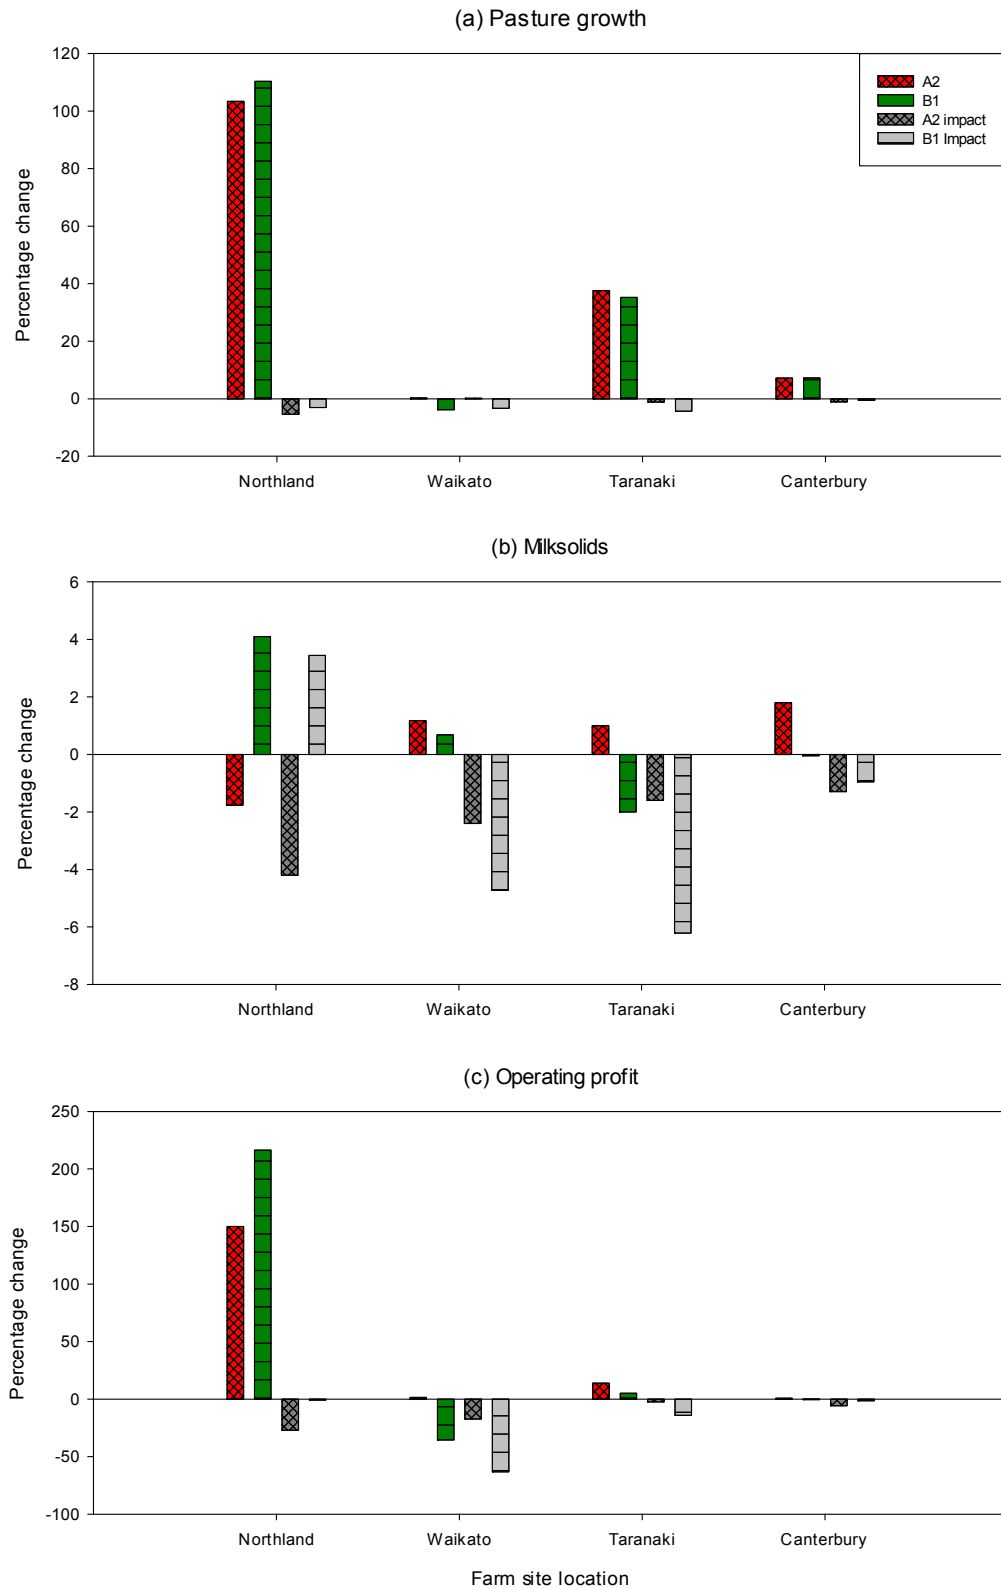 (a) Pasture growth
120
100
80
60
40
20
0
-20
Percentage change
A2
B1
A2 impact
B1 Impact
Northland Waikato Taranaki Canterbury
(b) Milksolids
6
4
2
0
-2
-4
-6
-8
Percentage change
Northland Waikato Taranaki Canterbury
(c) Operating profit
250
200
150
100
50
0
-50
-100
Percentage change
Northland Waikato Taranaki Canterbury
Farm site location